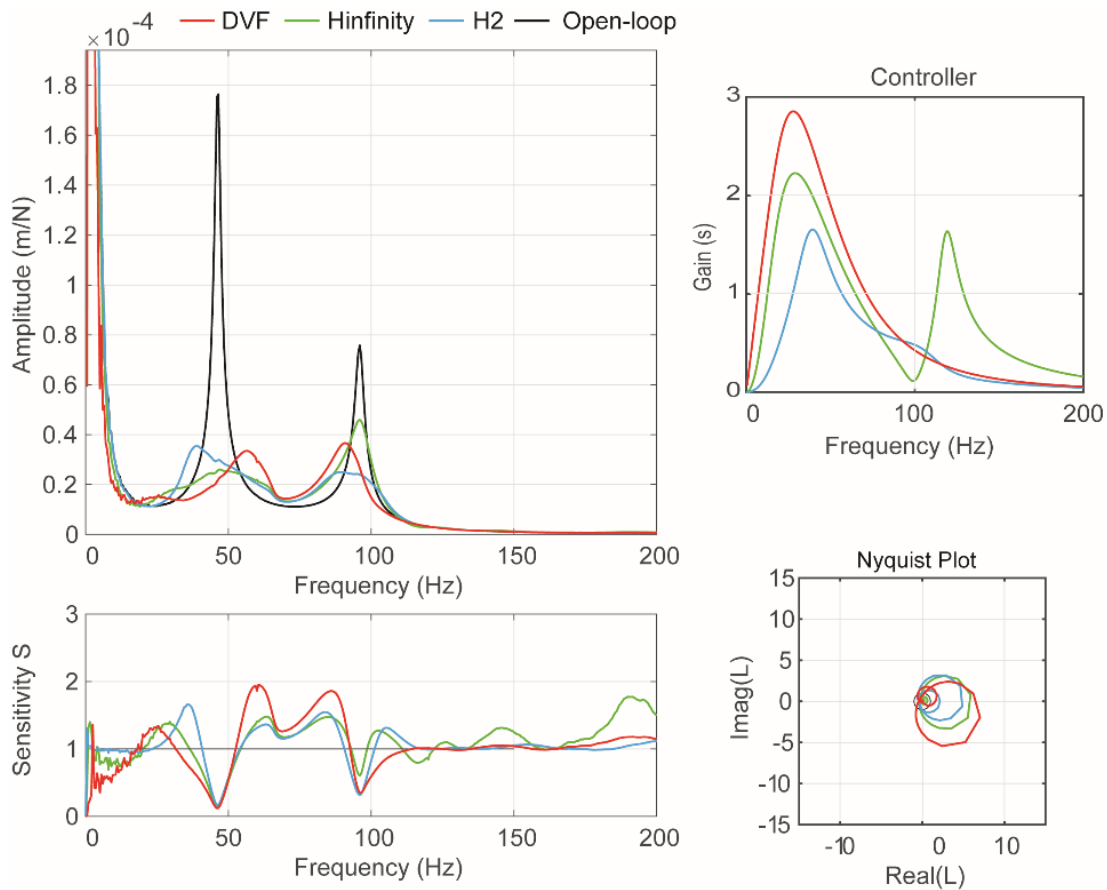 DVF Hinfinity H2 Open-loop
×10-4
1.8
1.6
1.4
1.2
1
0.8
0.6
0.4
0.2
0
Amplitude (m/N)
0 50 100 150 200
Frequency (Hz)
3
2
1
0
Sensitivity S
0 50 100 150 200
Frequency (Hz)
Controller
3
2
1
0
Gain (s)
0 100 200
Frequency (Hz)
Nyquist Plot
15
10
5
0
-5
-10
-15
Imag(L)
-10 0 10
Real(L)